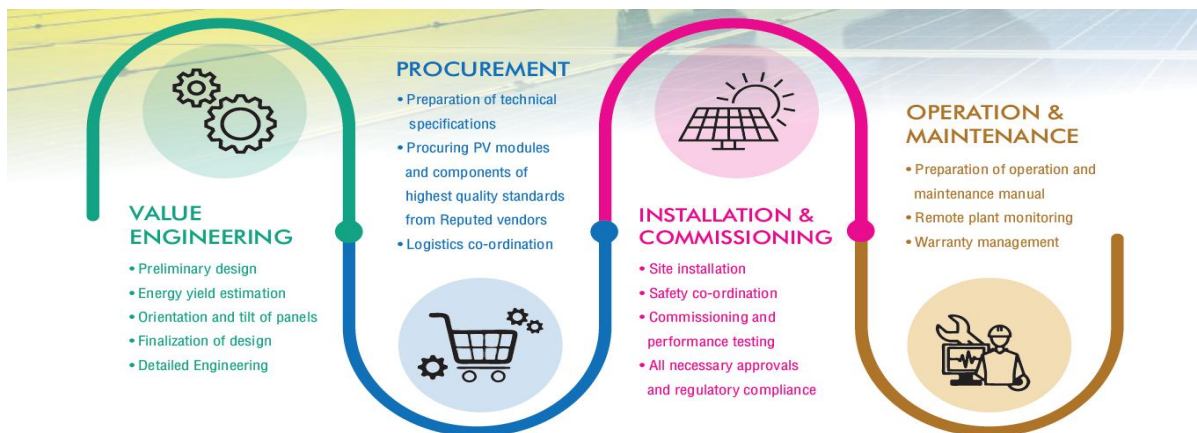 VALUE
ENGINEERING
• Preliminary design
• Energy yield estimation
• Orientation and tilt of panels
• Finalization of design
• Detailed Engineering
PROCUREMENT
• Preparation of technical
specifications
• Procuring PV modules
and components of
highest quality standards
from Reputed vendors
• Logistics co-ordination
INSTALLATION &
COMMISSIONING
• Site installation
• Safety co-ordination
• Commissioning and
performance testing
• All necessary approvals
and regulatory compliance
OPERATION &
MAINTENANCE
• Preparation of operation and
maintenance manual
• Remote plant monitoring
• Warranty management